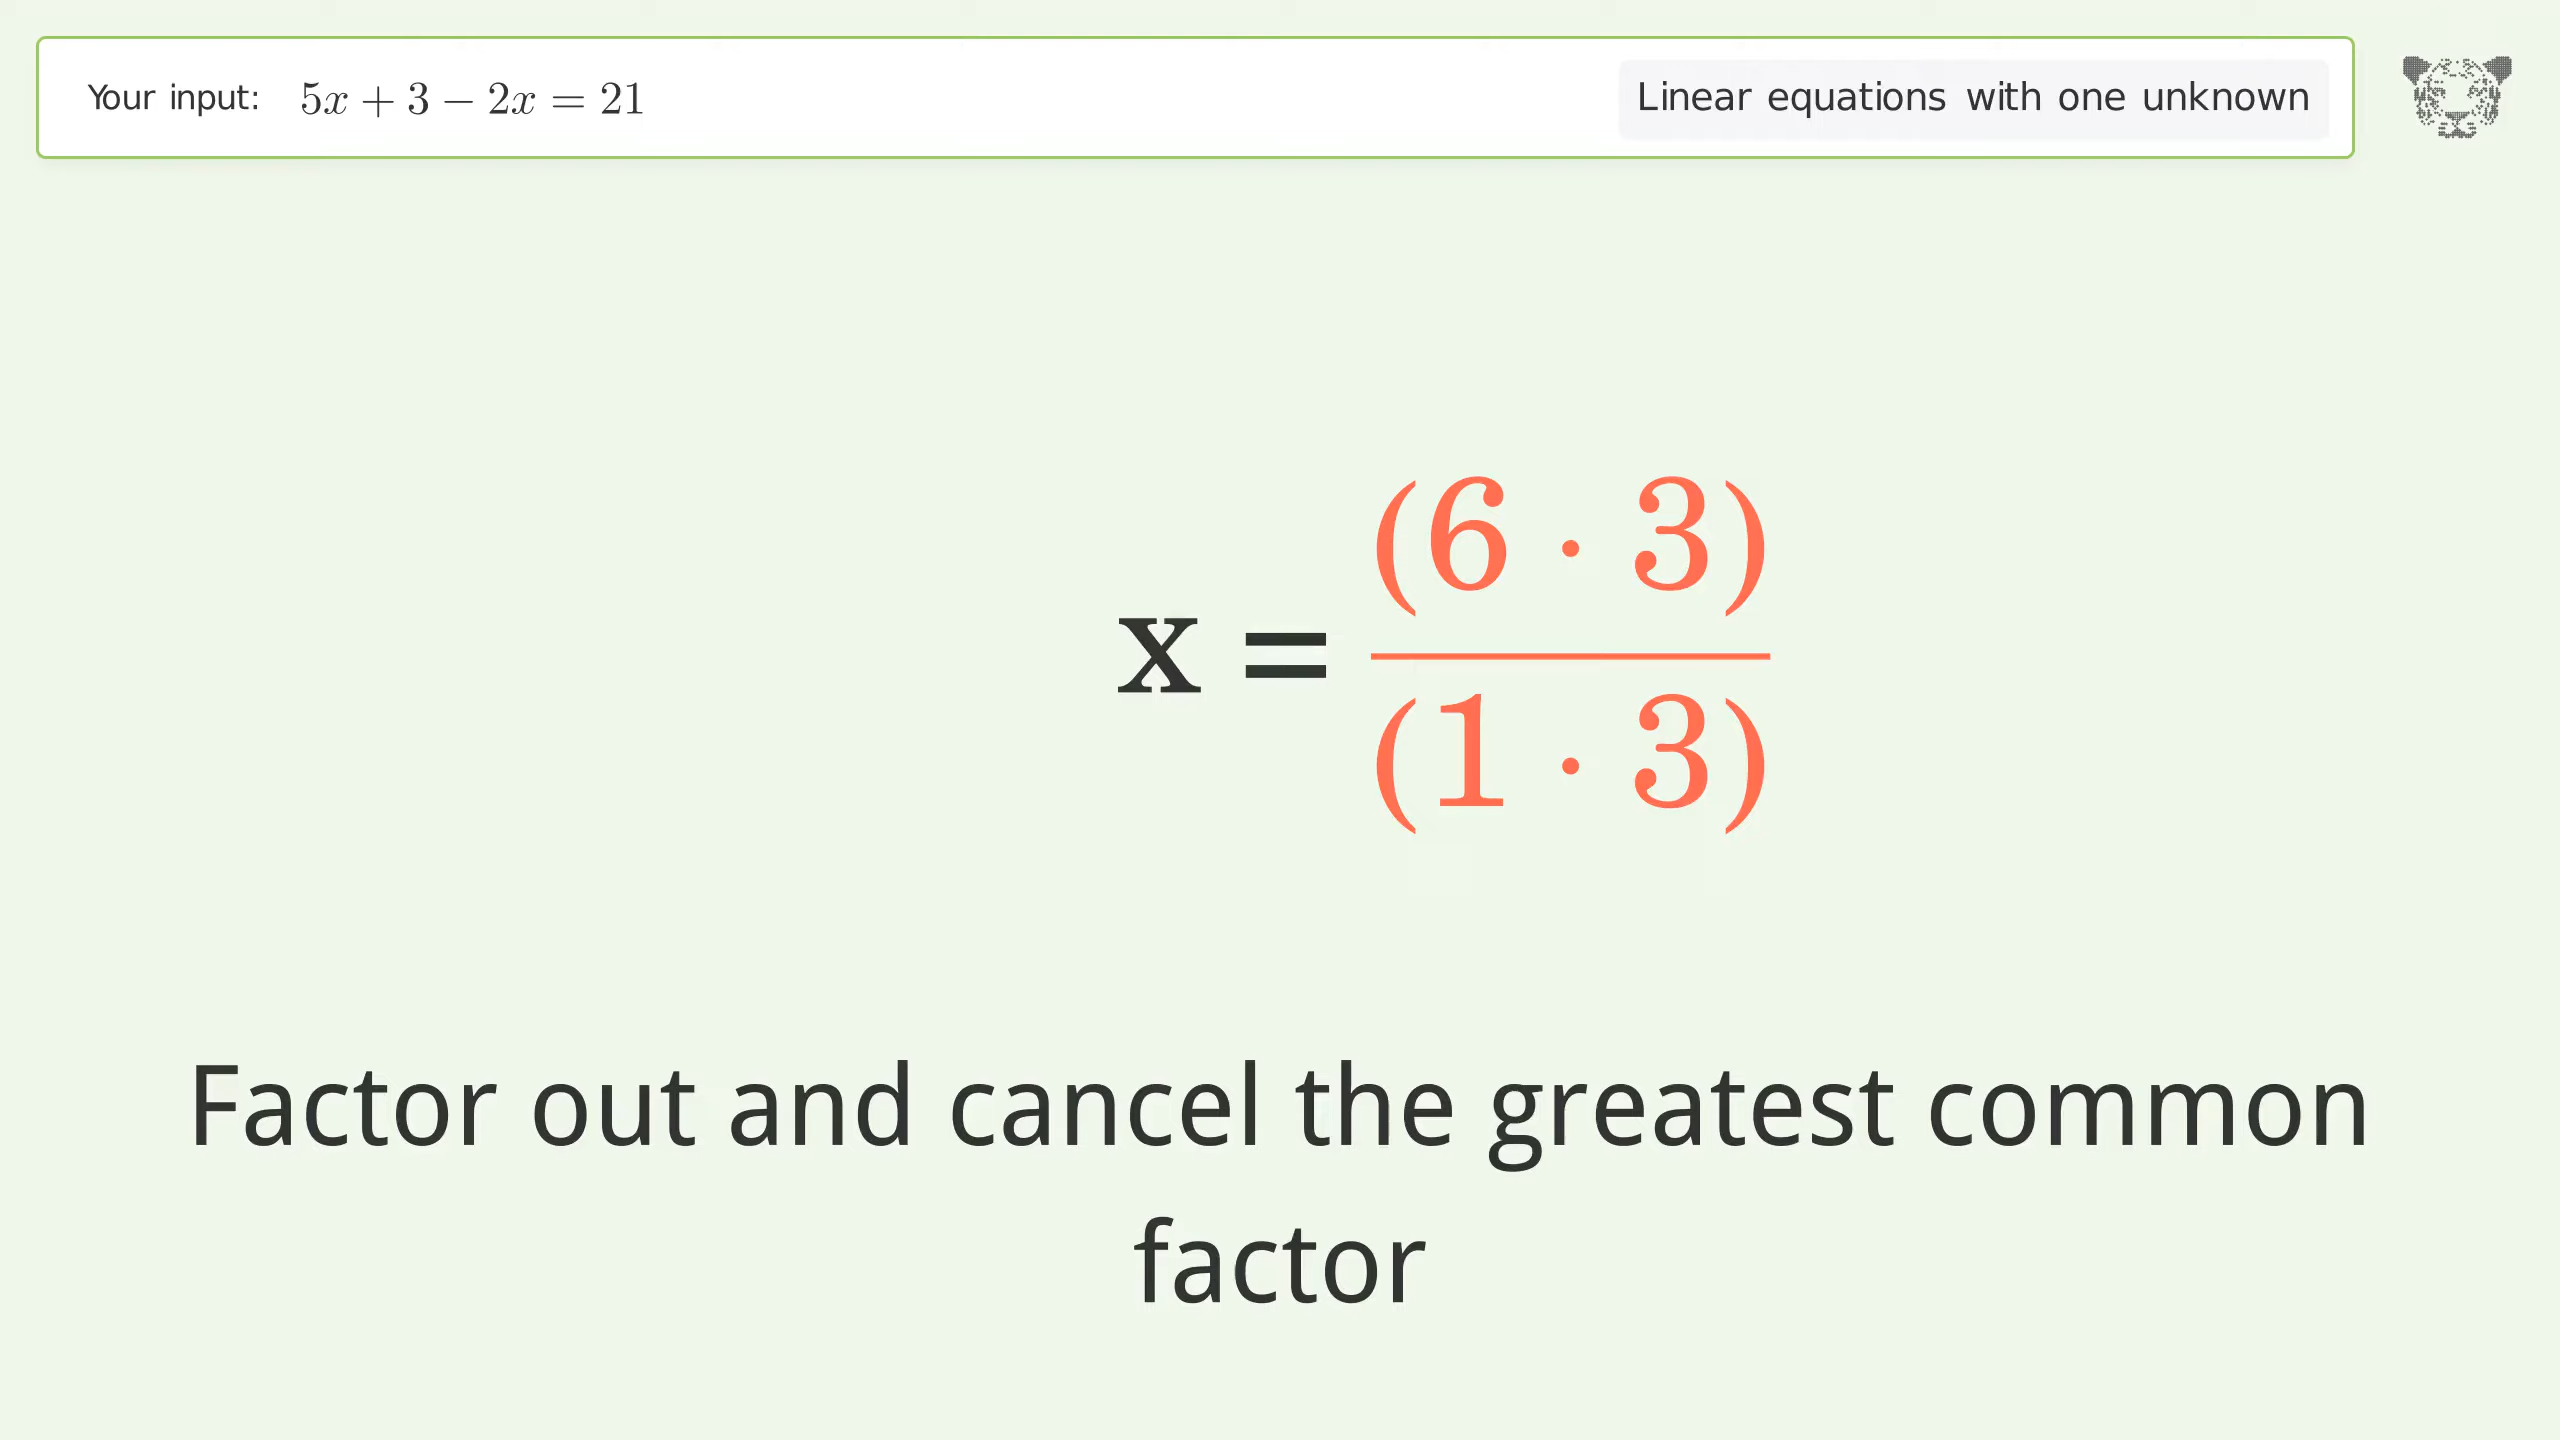 Your input: 5x + 3 − 2x = 21
Linear equations with one unknown
x = (6 · 3)
(1 · 3)
Factor out and cancel the greatest common
factor